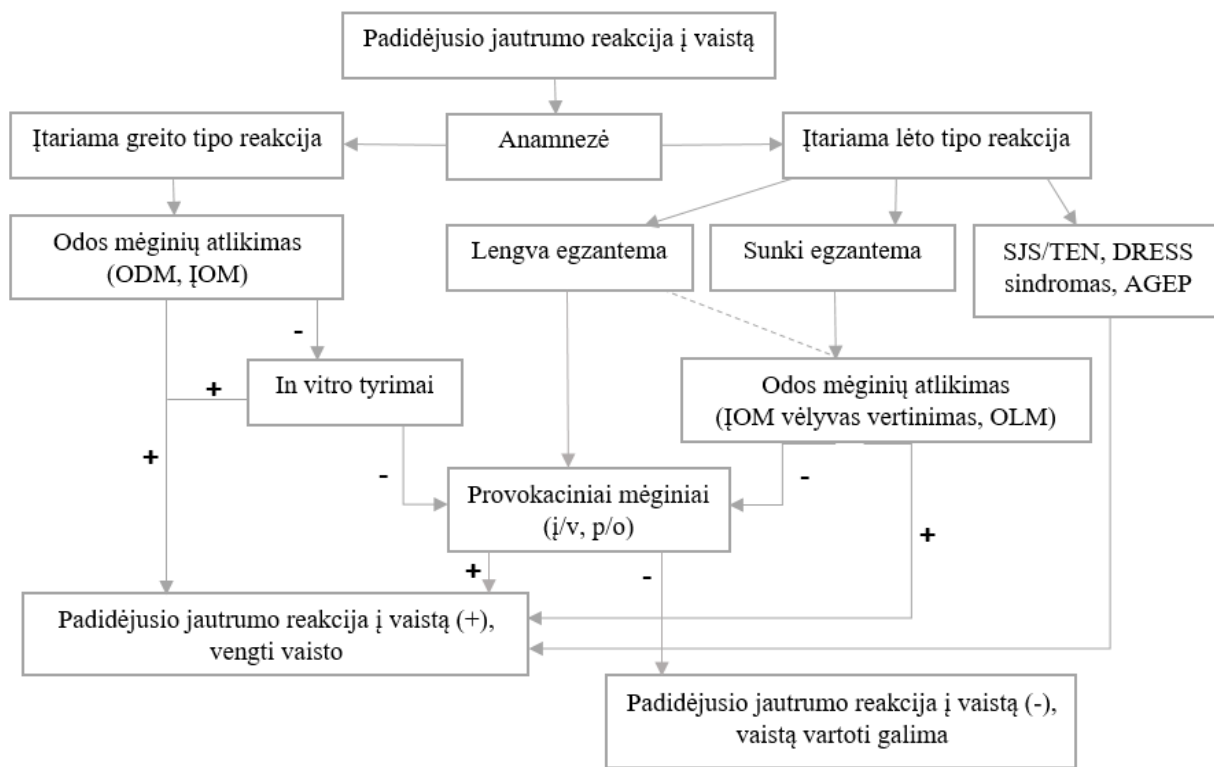 Padidėjusio jautrumo reakcija į vaistą
Įtariama greito tipo reakcija
Anamnezė
Įtariama lėto tipo reakcija
Odos mėginių atlikimas
(ODM, ĮOM)
Lengva egzantema
Sunki egzantema
SJS/TEN, DRESS
sindromas, AGEP
-
In vitro tyrimai
+
Odos mėginių atlikimas
(ĮOM vėlyvas vertinimas, OLM)
+
-
-
Provokaciniai mėginiai
(į/v, p/o)
+
+
-
Padidėjusio jautrumo reakcija į vaistą (+),
vengti vaisto
Padidėjusio jautrumo reakcija į vaistą (-),
vaistą vartoti galima